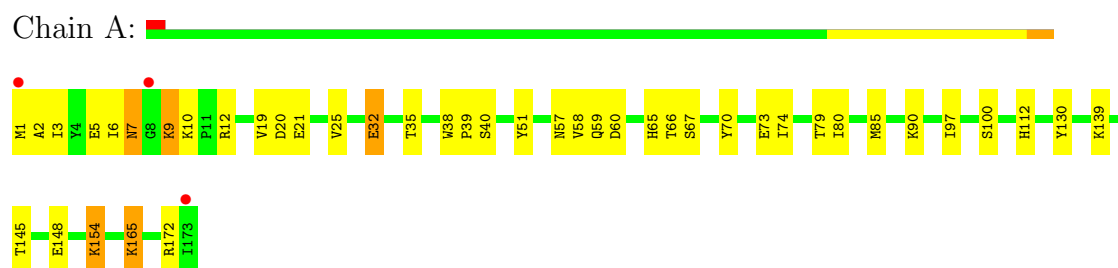 Chain A:
M1 A2 I3 Y4 E5 I6 N7 G8 K9 K10 P11 R12 V19 D20 E21 V25 E32 T35 W38 P39 S40 Y51 N57 V58 Q59 D60 H65 T66 S67 Y70 E73 I74 T79 I80 M85 K90 I97 S100 H112 Y130 K139
T145 E148 K154 K165 R172 I173